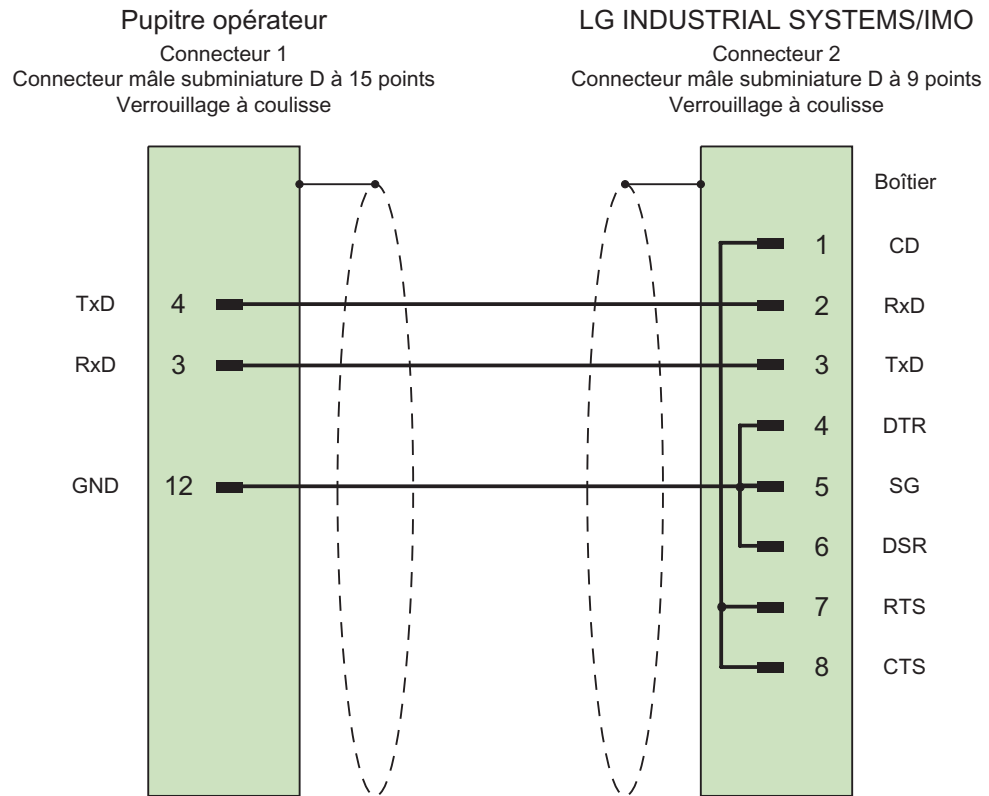 Pupitre opérateur
Connecteur 1
Connecteur mâle subminiature D à 15 points
Verrouillage à coulisse
LG INDUSTRIAL SYSTEMS/IMO
Connecteur 2
Connecteur mâle subminiature D à 9 points
Verrouillage à coulisse
Boîtier
1 CD
TxD 4 2 RxD
RxD 3 3 TxD
4 DTR
GND 12 5 SG
6 DSR
7 RTS
8 CTS